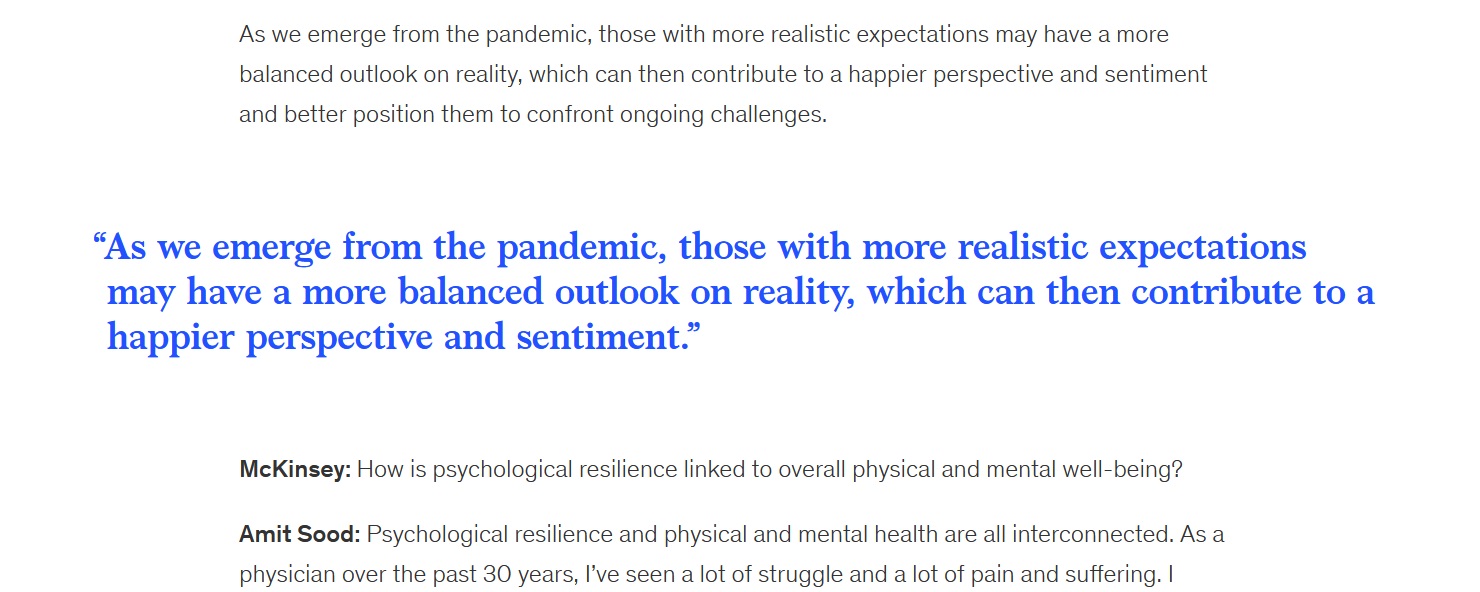 As we emerge from the pandemic, those with more realistic expectations may have a more
balanced outlook on reality, which can then contribute to a happier perspective and sentiment
and better position them to confront ongoing challenges.
“As we emerge from the pandemic, those with more realistic expectations
may have a more balanced outlook on reality, which can then contribute to a
happier perspective and sentiment.”
McKinsey: How is psychological resilience linked to overall physical and mental well-being?
Amit Sood: Psychological resilience and physical and mental health are all interconnected. As a
physician over the past 30 years, I’ve seen a lot of struggle and a lot of pain and suffering. I